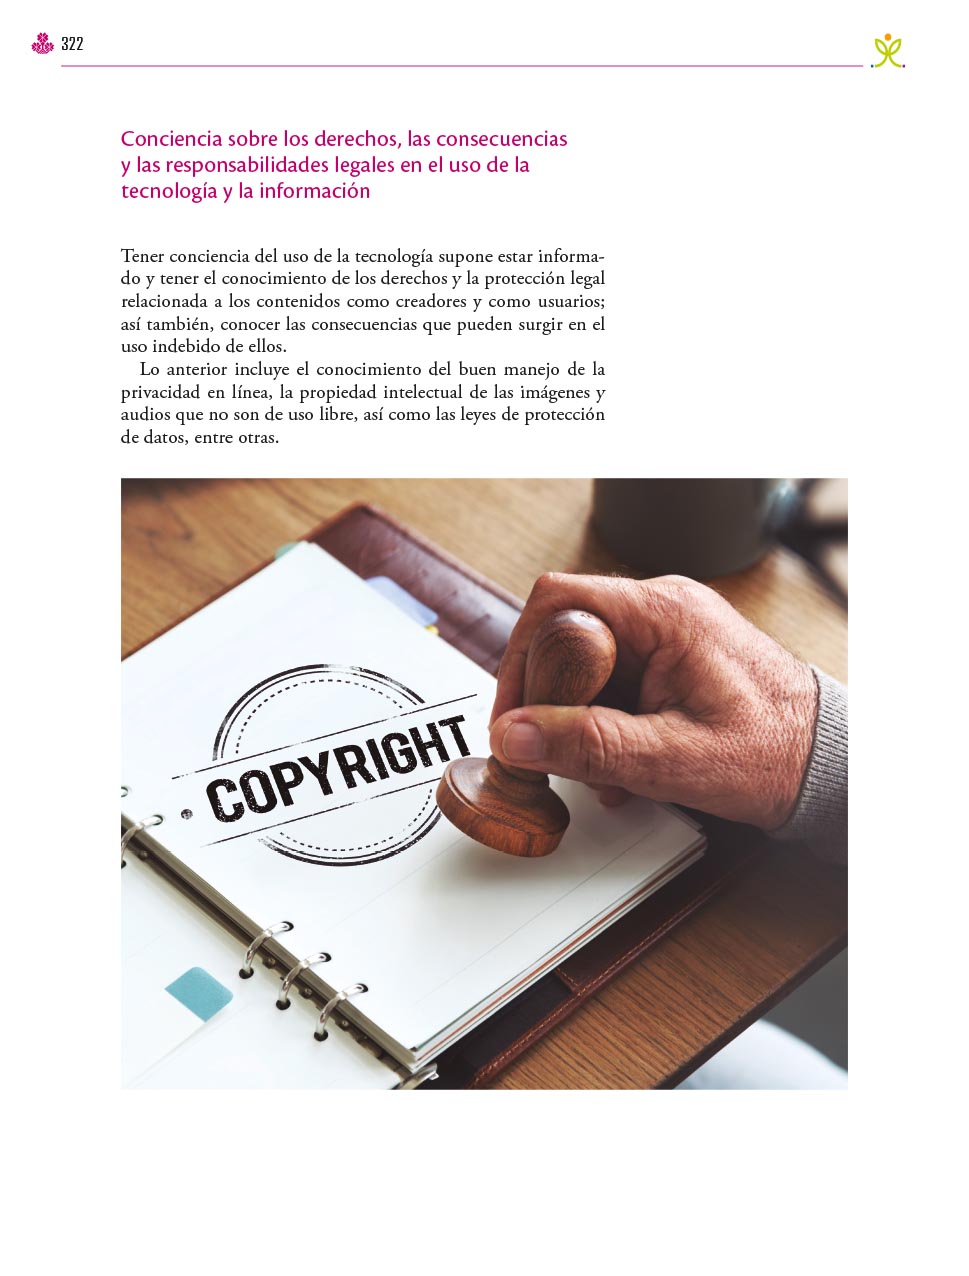 322
Conciencia sobre los derechos, las consecuencias
y las responsabilidades legales en el uso de la
tecnología y la información
Tener conciencia del uso de la tecnología supone estar informa-
do y tener el conocimiento de los derechos y la protección legal
relacionada a los contenidos como creadores y como usuarios;
así también, conocer las consecuencias que pueden surgir en el
uso indebido de ellos.
Lo anterior incluye el conocimiento del buen manejo de la
privacidad en línea, la propiedad intelectual de las imágenes y
audios que no son de uso libre, así como las leyes de protección
de datos, entre otras.
COPYRIGHT